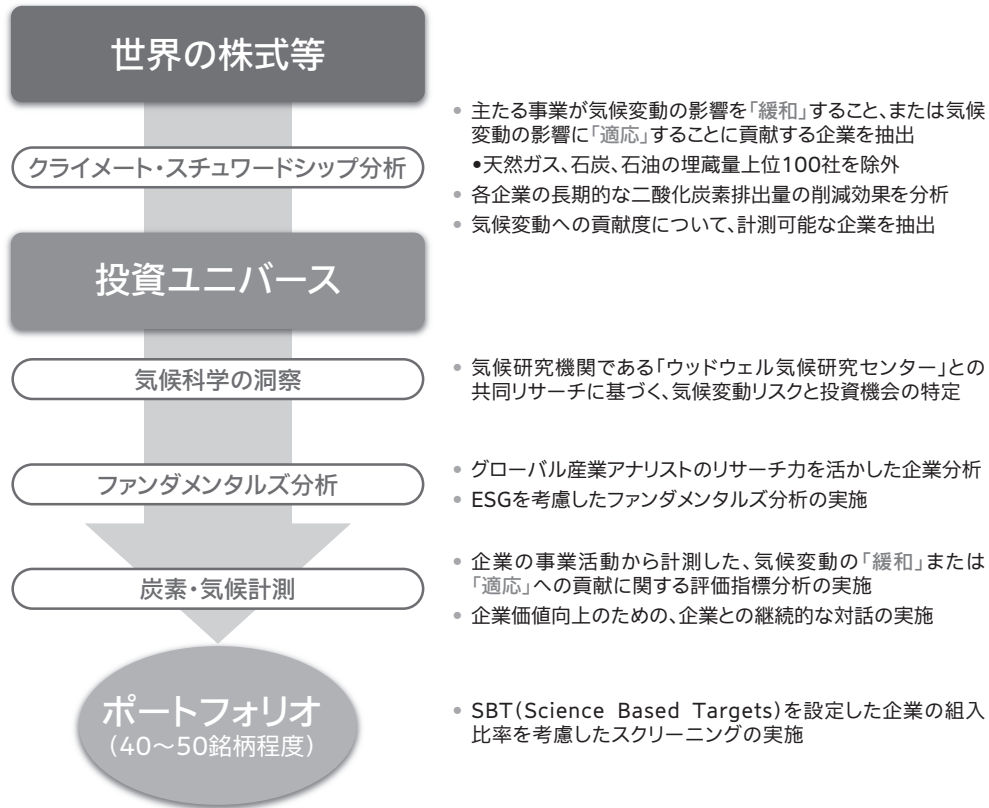 世界の株式等
クライメート・スチュワードシップ分析
• 主たる事業が気候変動の影響を「緩和」すること、または気候
変動の影響に「適応」することに貢献する企業を抽出
•天然ガス、石炭、石油の埋蔵量上位100社を除外
• 各企業の長期的な二酸化炭素排出量の削減効果を分析
• 気候変動への貢献度について、計測可能な企業を抽出
投資ユニバース
気候科学の洞察
• 気候研究機関である「ウッドウェル気候研究センター」との
共同リサーチに基づく、気候変動リスクと投資機会の特定
ファンダメンタルズ分析
• グローバル産業アナリストのリサーチ力を活かした企業分析
• ESGを考慮したファンダメンタルズ分析の実施
炭素・気候計測
• 企業の事業活動から計測した、気候変動の「緩和」または
「適応」への貢献に関する評価指標分析の実施
• 企業価値向上のための、企業との継続的な対話の実施
ポートフォリオ
（40～50銘柄程度）
• SBT（Science Based Targets）を設定した企業の組入
比率を考慮したスクリーニングの実施